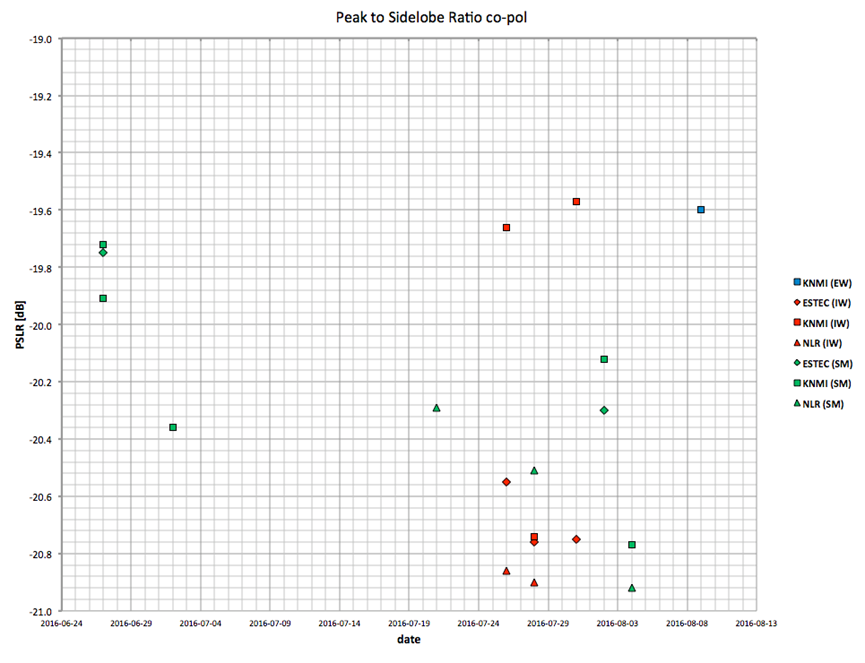 Peak to Sidelobe Ratio co-pol
-19.0
-19.2
-19.4
-19.6
-19.8
-20.0
-20.2
-20.4
-20.6
-20.8
-21.0
PSLR [dB]
2016-06-24 2016-06-29 2016-07-04 2016-07-09 2016-07-14 2016-07-19 2016-07-24 2016-07-29 2016-08-03 2016-08-08 2016-08-13
date
KNMI (EW)
ESTEC (IW)
KNMI (IW)
NLR (IW)
ESTEC (SM)
KNMI (SM)
NLR (SM)